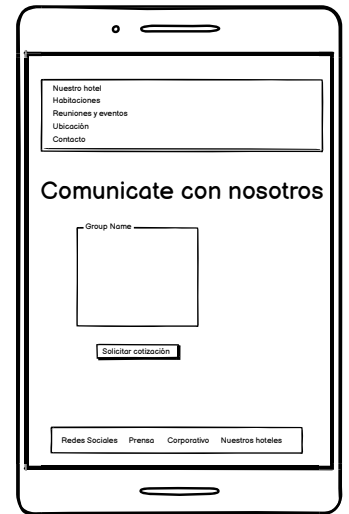 Nuestro hotel
Habitaciones
Reuniones y eventos
Ubicación
Contacto
Comunicate con nosotros
Group Name
Solicitar cotización
Redes Sociales Prensa Corporativo Nuestros hoteles